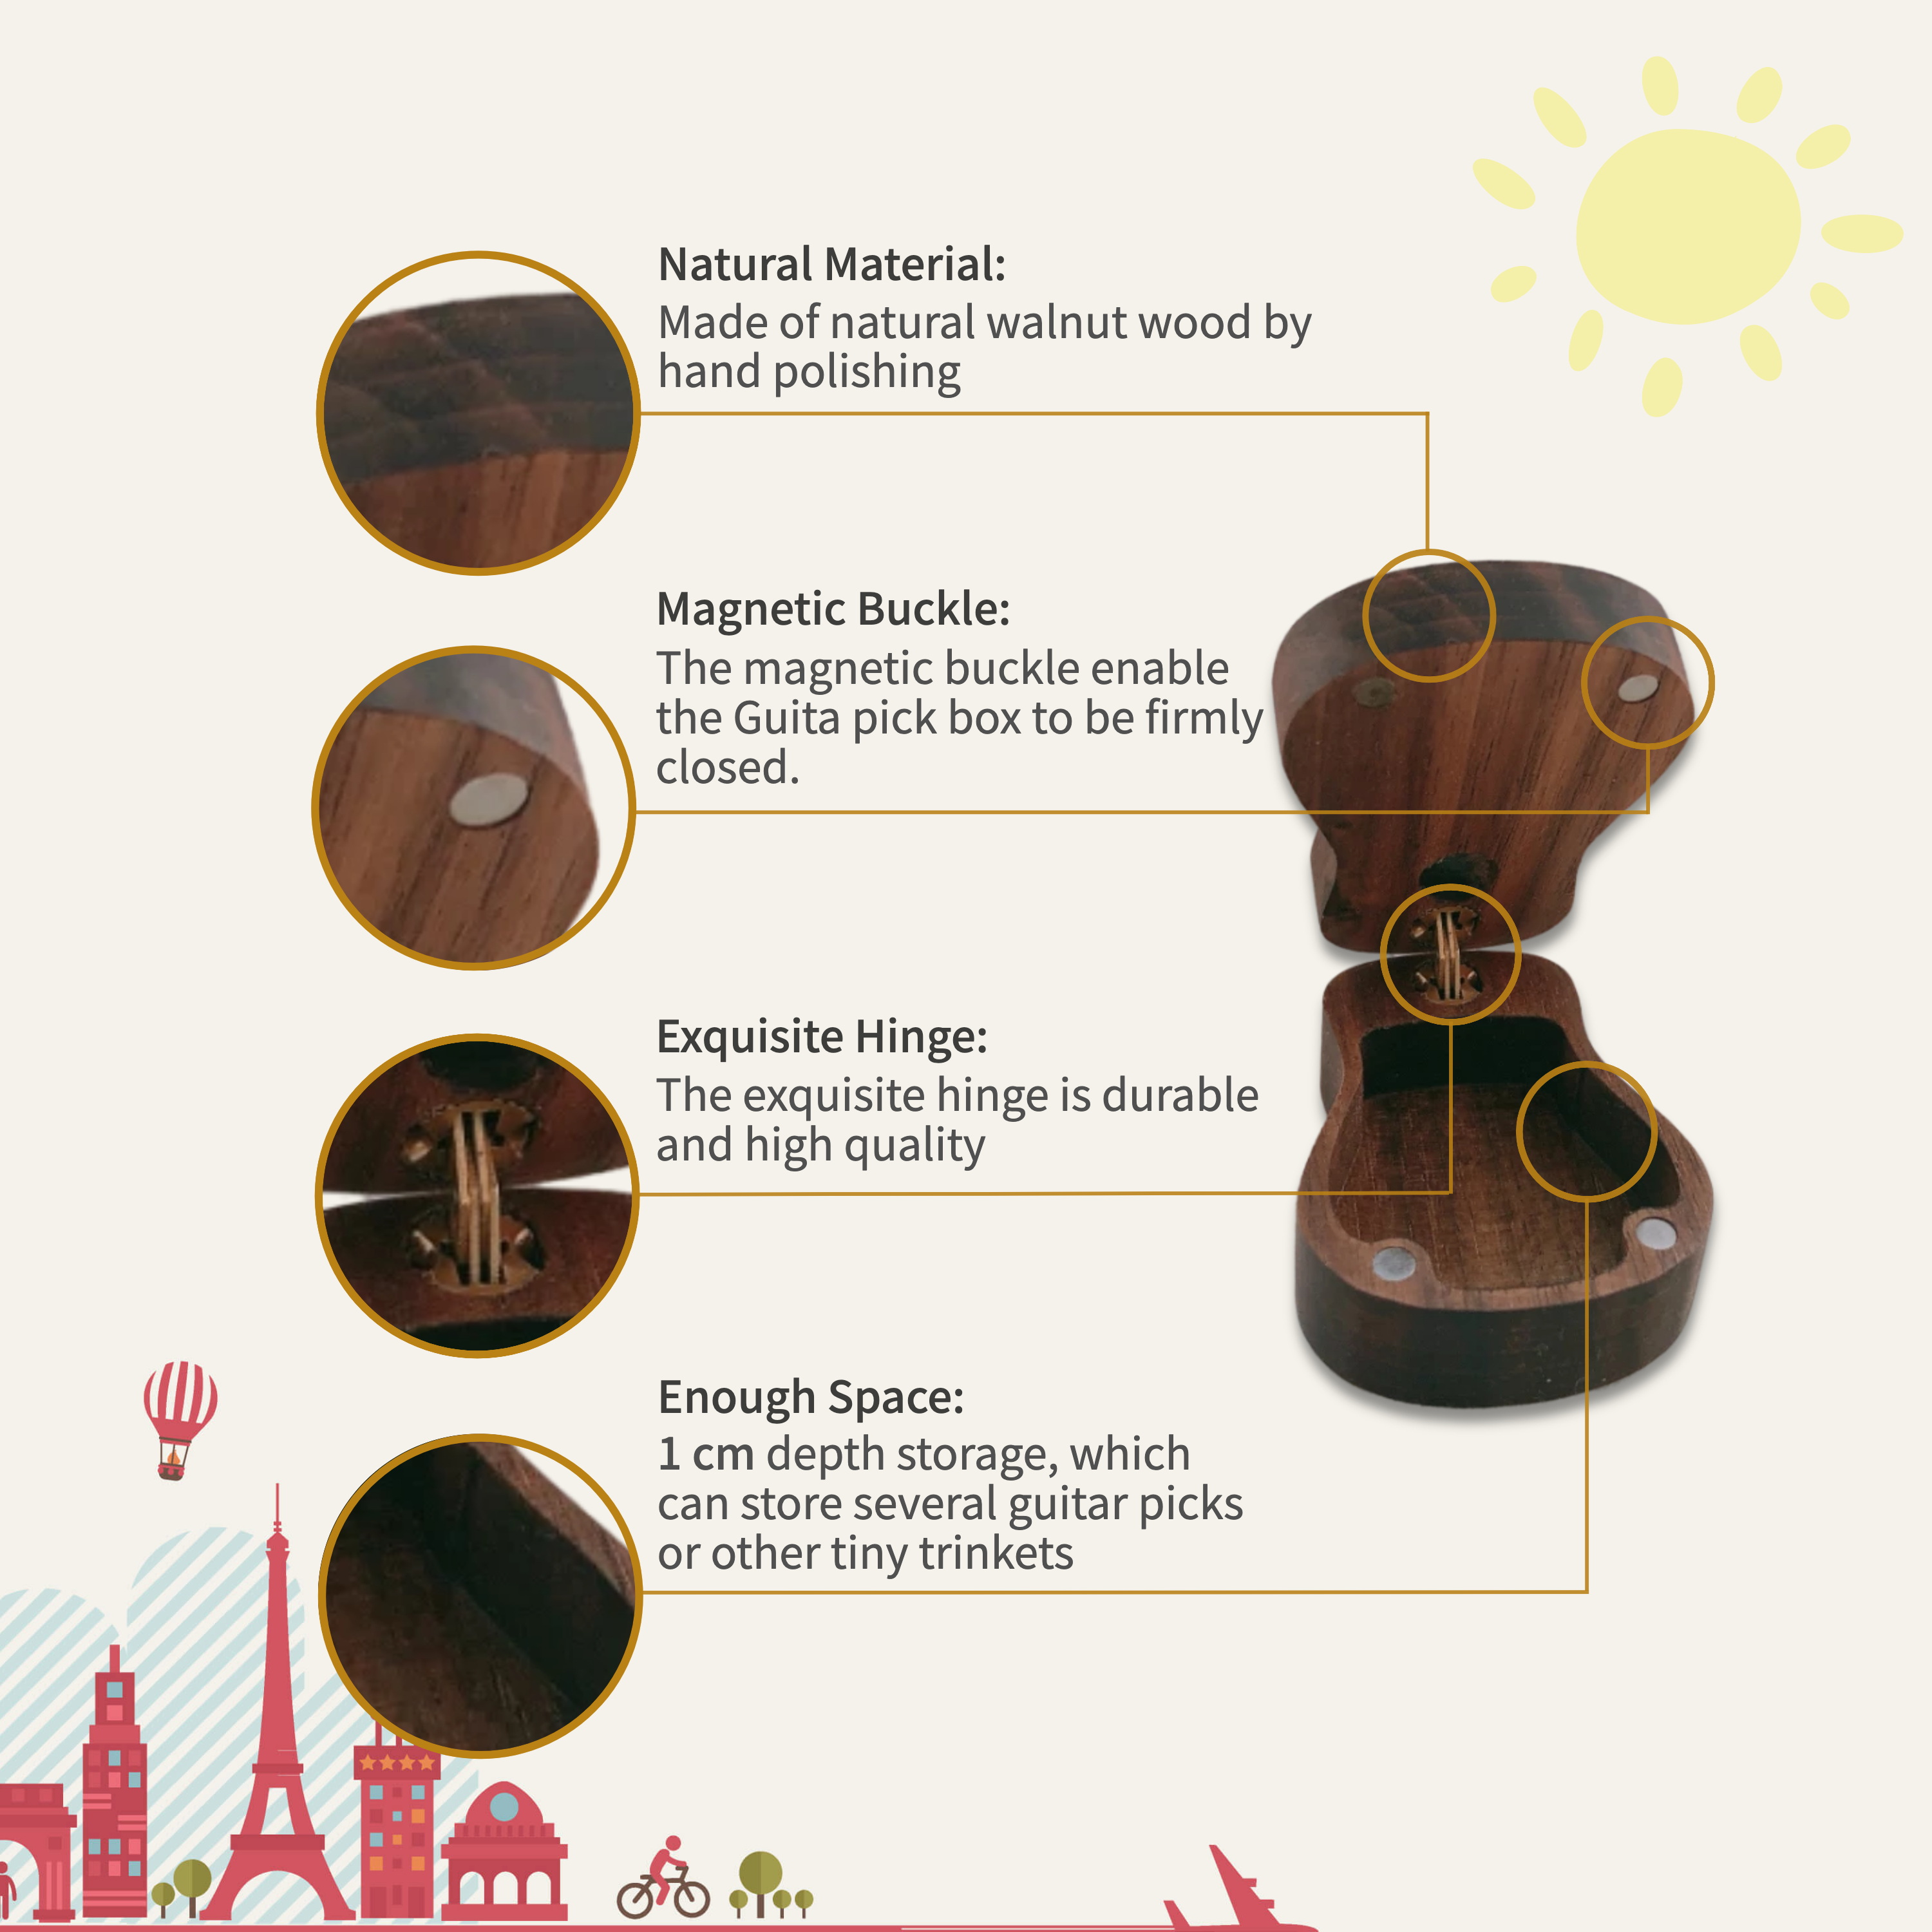 Natural Material:
Made of natural walnut wood by
hand polishing
Magnetic Buckle:
The magnetic buckle enable
the Guita pick box to be firmly
closed.
Exquisite Hinge:
The exquisite hinge is durable
and high quality
Enough Space:
1 cm depth storage, which
can store several guitar picks
or other tiny trinkets